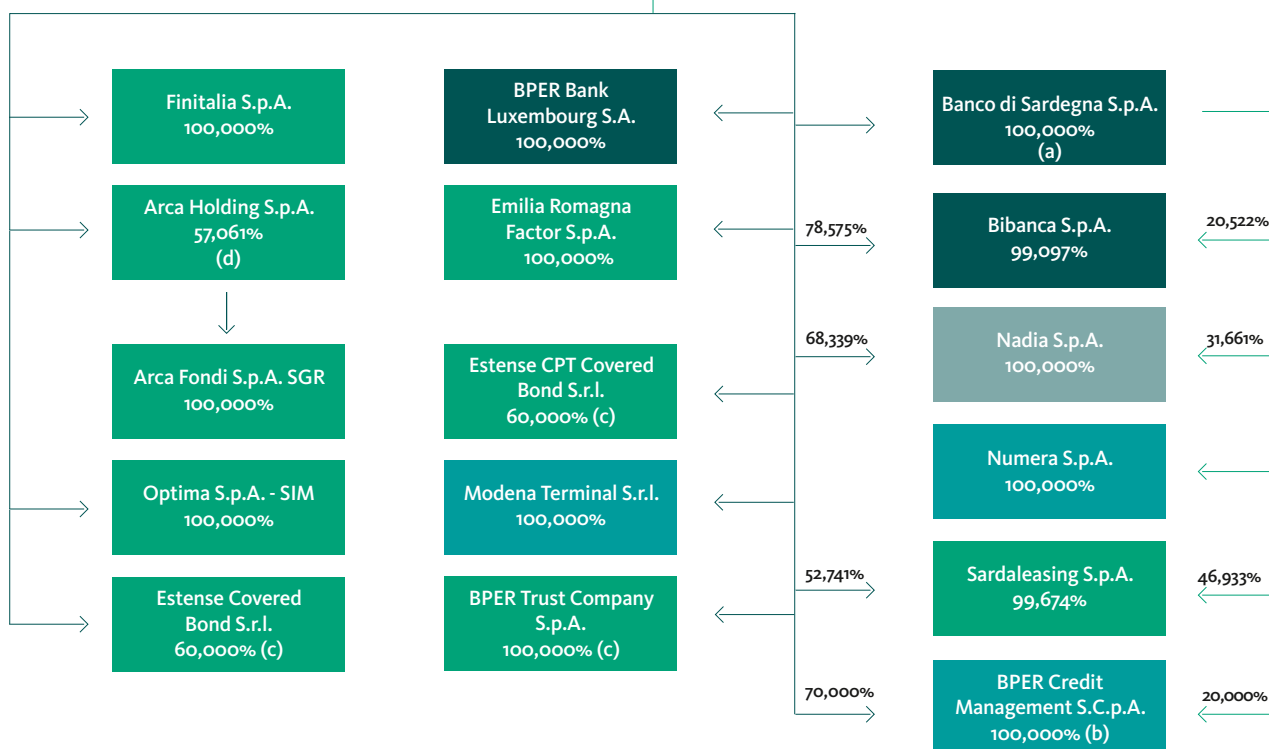 Finitalia S.p.A.
100,000%
Arca Holding S.p.A.
57,061%
(d)
Arca Fondi S.p.A. SGR
100,000%
Optima S.p.A. - SIM
100,000%
Estense Covered
Bond S.r.l.
60,000% (c)
BPER Bank
Luxembourg S.A.
100,000%
Emilia Romagna
Factor S.p.A.
100,000%
Estense CPT Covered
Bond S.r.l.
60,000% (c)
Modena Terminal S.r.l.
100,000%
BPER Trust Company
S.p.A.
100,000% (c)
Banco di Sardegna S.p.A.
100,000%
(a)
78,575%
Bibanca S.p.A.
99,097%
20,522%
68,339%
Nadia S.p.A.
100,000%
31,661%
Numera S.p.A.
100,000%
52,741%
Sardaleasing S.p.A.
99,674%
46,933%
70,000%
BPER Credit
Management S.C.p.A.
100,000% (b)
20,000%